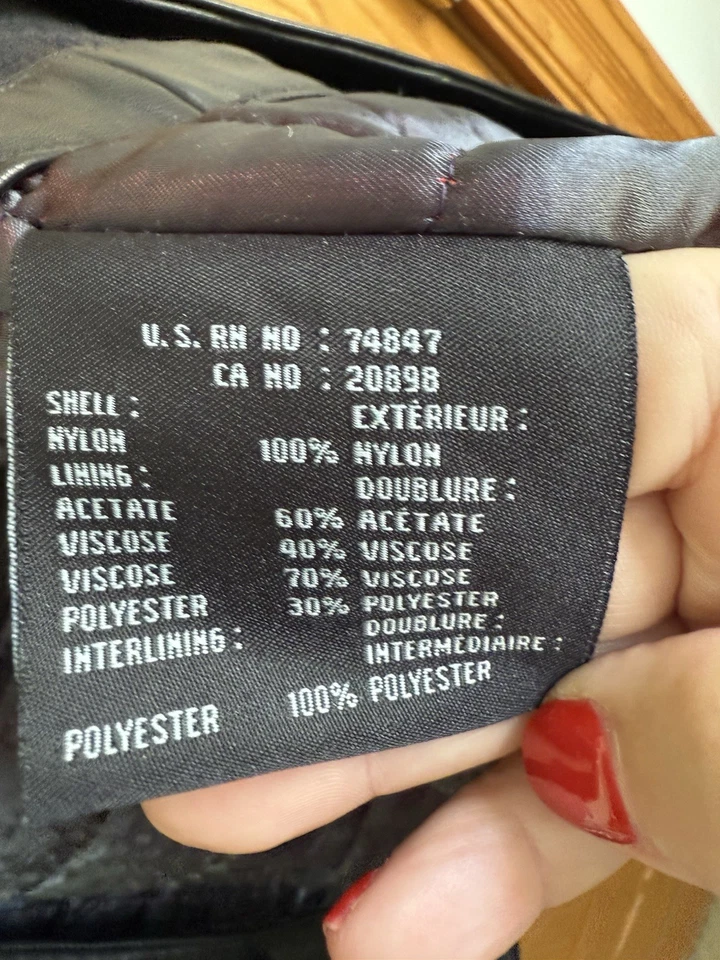 U.S. RN NO : 74847
CA NO : 20898
SHELL : EXTÉRIEUR :
NYLON 100% NYLON
LINING : DOUBLURE :
ACETATE 60% ACÉTATE
VISCOSE 40% VISCOSE
VISCOSE 70% VISCOSE
POLYESTER 30% POLYESTER
INTERLINING : DOUBLURE :
INTERMÉDIAIRE :
POLYESTER 100% POLYESTER